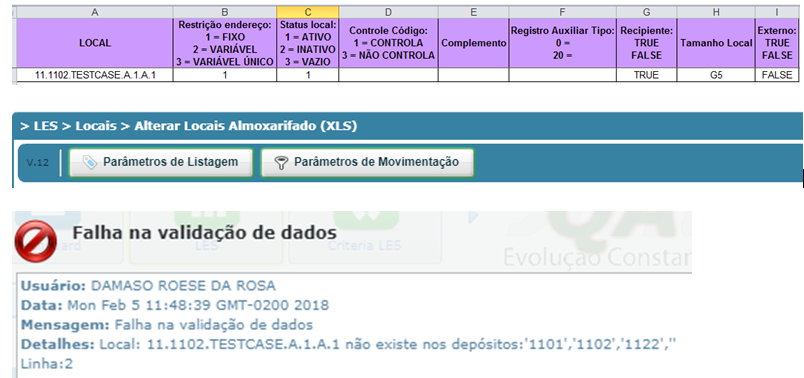 A B C D E F G H I
LOCAL
Restrição endereço:
1 = FIXO
2 = VARIÁVEL
3 = VARIÁVEL ÚNICO
Status local:
1 = ATIVO
2 = INATIVO
3 = VAZIO
Controle Código:
1 = CONTROLA
3 = NÃO CONTROLA
Complemento
Registro Auxiliar Tipo:
0 =
20 =
Recipiente:
TRUE
FALSE
Tamanho Local
Externo:
TRUE
FALSE
11.1102.TESTCASE.A.1.A.1 1 1 TRUE G5 FALSE
> LES > Locais > Alterar Locais Almoxarifado (XLS)
V.12 Parâmetros de Listagem Parâmetros de Movimentação
Falha na validação de dados
LES Criteria LES
QA
Evolução Constan
Usuário: DAMASO ROESE DA ROSA
Data: Mon Feb 5 11:48:39 GMT-0200 2018
Mensagem: Falha na validação de dados
Detalhes: Local: 11.1102.TESTCASE.A.1.A.1 não existe nos depósitos:'1101','1102','1122',''
Linha:2